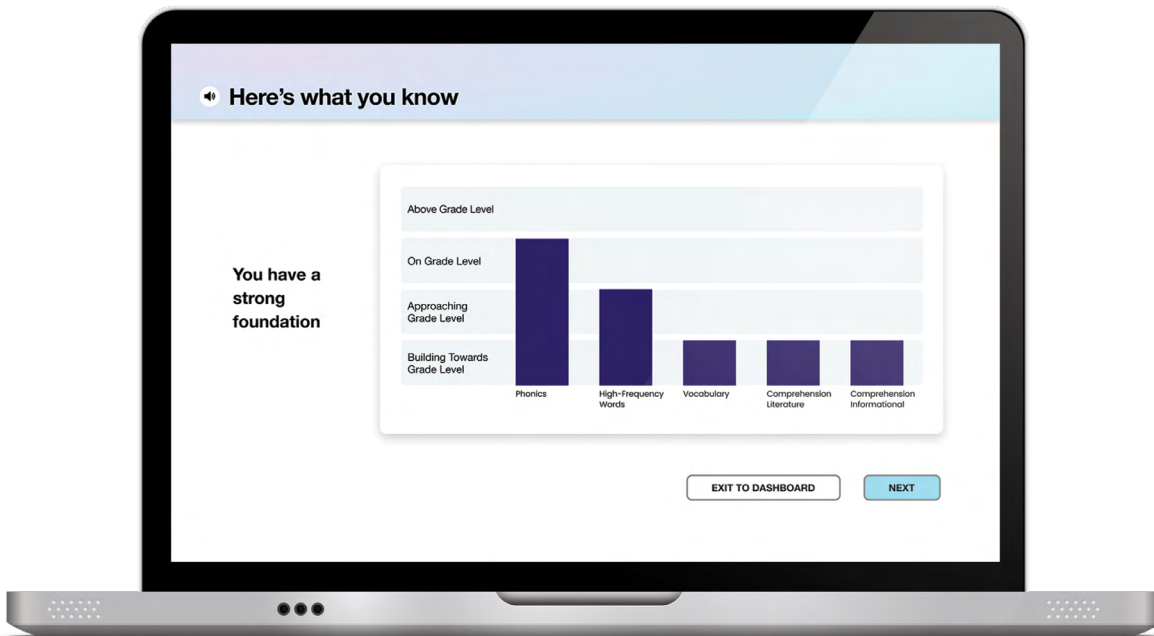 Here's what you know
You have a
strong
foundation
Above Grade Level
On Grade Level
Approaching
Grade Level
Building Towards
Grade Level
Phonics
High-Frequency
Words
Vocabulary
Comprehension
Literature
Comprehension
Informational
EXIT TO DASHBOARD
NEXT